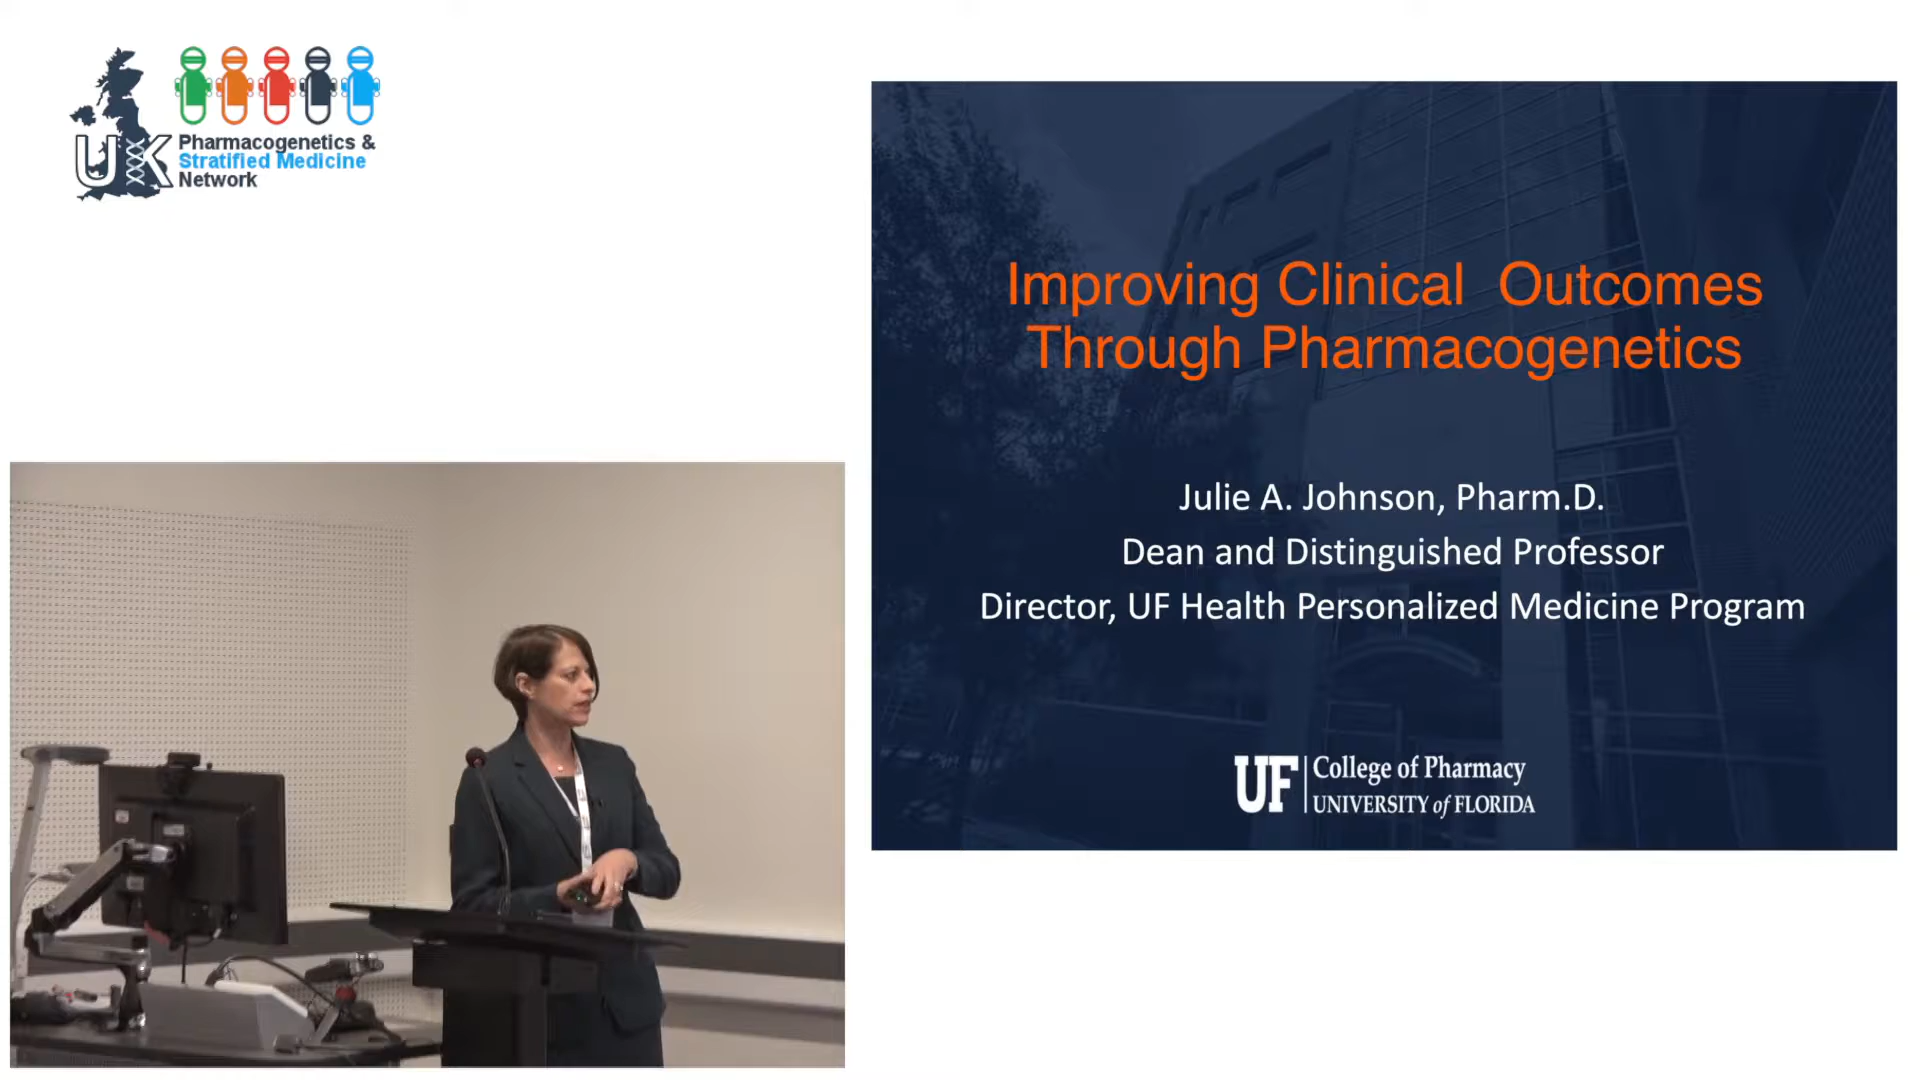 UK
Pharmacogenetics &
Stratified Medicine
Network
Improving Clinical  Outcomes
Through Pharmacogenetics
Julie A. Johnson, Pharm.D.
Dean and Distinguished Professor
Director, UF Health Personalized Medicine Program
UF College of Pharmacy
UNIVERSITY of FLORIDA